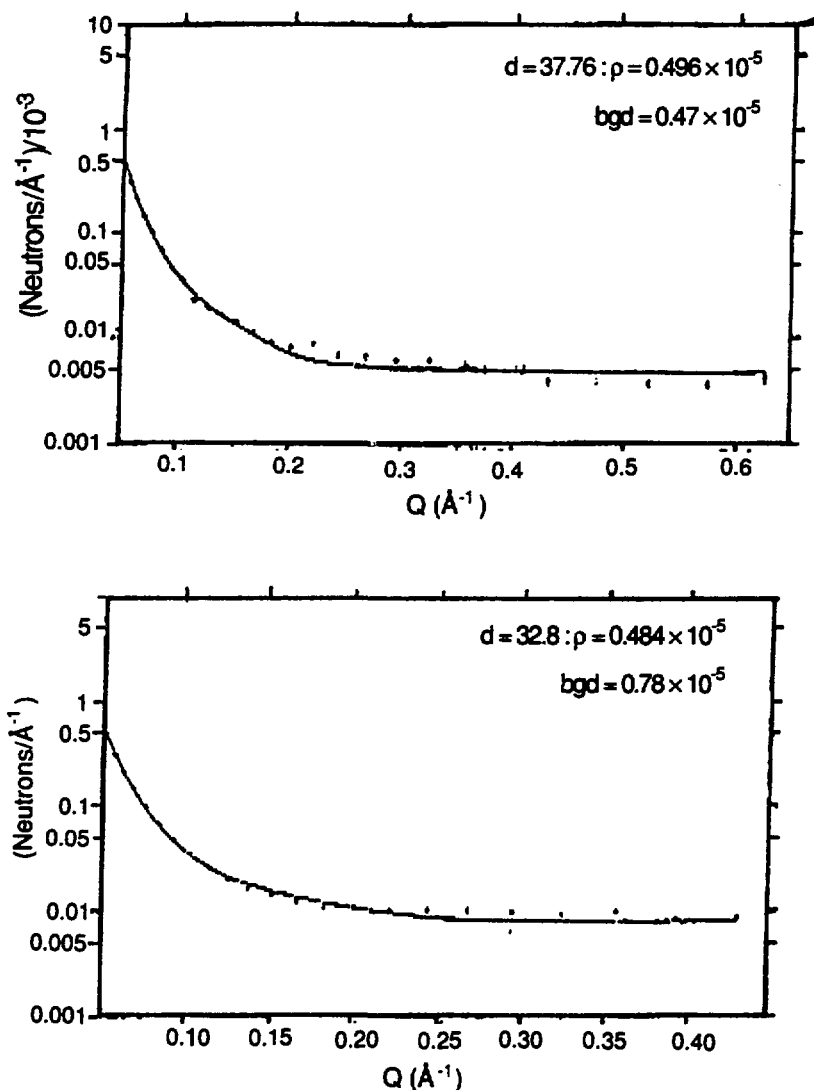 10
5
1
0.5
0.1
0.05
0.01
0.005
0.001
(Neutrons/Å⁻¹)/10⁻³
d = 37.76 : ρ = 0.496 × 10⁻⁵
bgd = 0.47 × 10⁻⁵
0.1 0.2 0.3 0.4 0.5 0.6
Q (Å⁻¹)
5
1
0.5
0.1
0.05
0.01
0.005
0.001
(Neutrons/Å⁻¹)
d = 32.8 : ρ = 0.484 × 10⁻⁵
bgd = 0.78 × 10⁻⁵
0.10 0.15 0.20 0.25 0.30 0.35 0.40
Q (Å⁻¹)